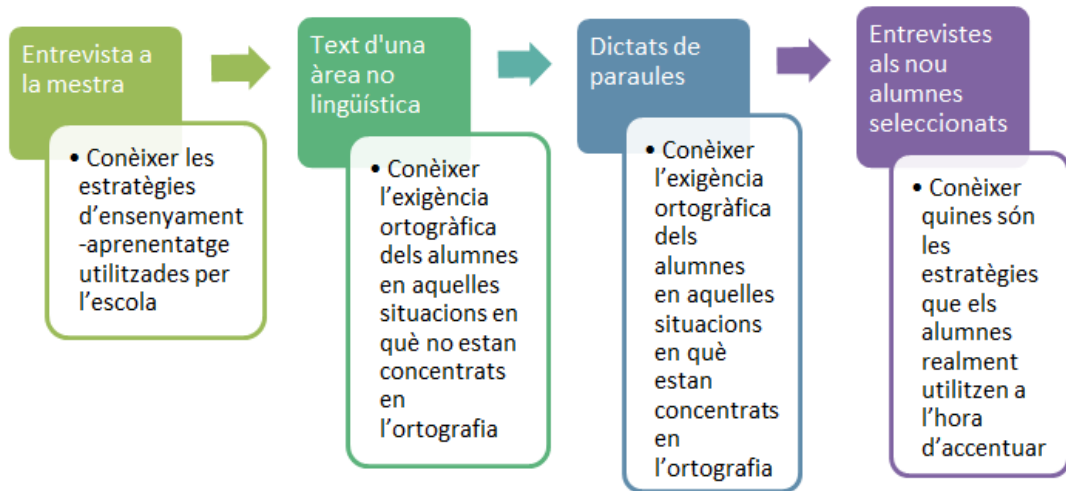 Entrevista a
la mestra
• Conèixer les
estratègies
d’ensenyament
-aprenentatge
utilitzades per
l’escola
Text d'una
àrea no
lingüística
• Conèixer
l’exigència
ortogràfica
dels alumnes
en aquelles
situacions en
què no estan
concentrats
en
l’ortografia
Dictats de
paraules
• Conèixer
l’exigència
ortogràfica
dels
alumnes
en aquelles
situacions
en què
estan
concentrats
en
l’ortografia
Entrevistes
als nou
alumnes
seleccionats
• Conèixer
quines són
les
estratègies
que els
alumnes
realment
utilitzen a
l’hora
d’accentuar